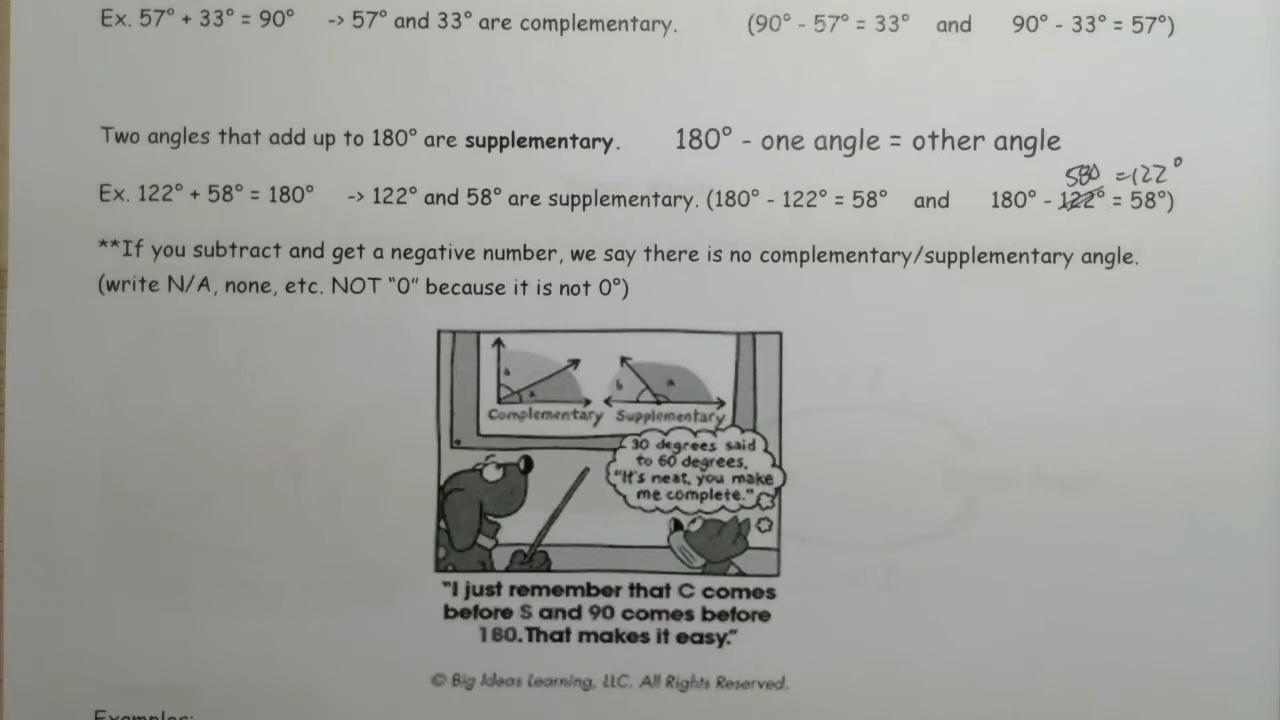 Ex. 57° + 33° = 90° -> 57° and 33° are complementary. (90° - 57° = 33° and 90° - 33° = 57°)
Two angles that add up to 180° are supplementary. 180° - one angle = other angle
580 = 122°
Ex. 122° + 58° = 180° -> 122° and 58° are supplementary. (180° - 122° = 58° and 180° - 122° = 58°)
**If you subtract and get a negative number, we say there is no complementary/supplementary angle.
(write N/A, none, etc. NOT "0" because it is not 0°)
b a b a
Complementary Supplementary
30 degrees said
to 60 degrees,
"It's neat, you make
me complete."
"I just remember that C comes
before S and 90 comes before
180. That makes it easy."
© Big Ideas Learning, LLC. All Rights Reserved.
Examples: